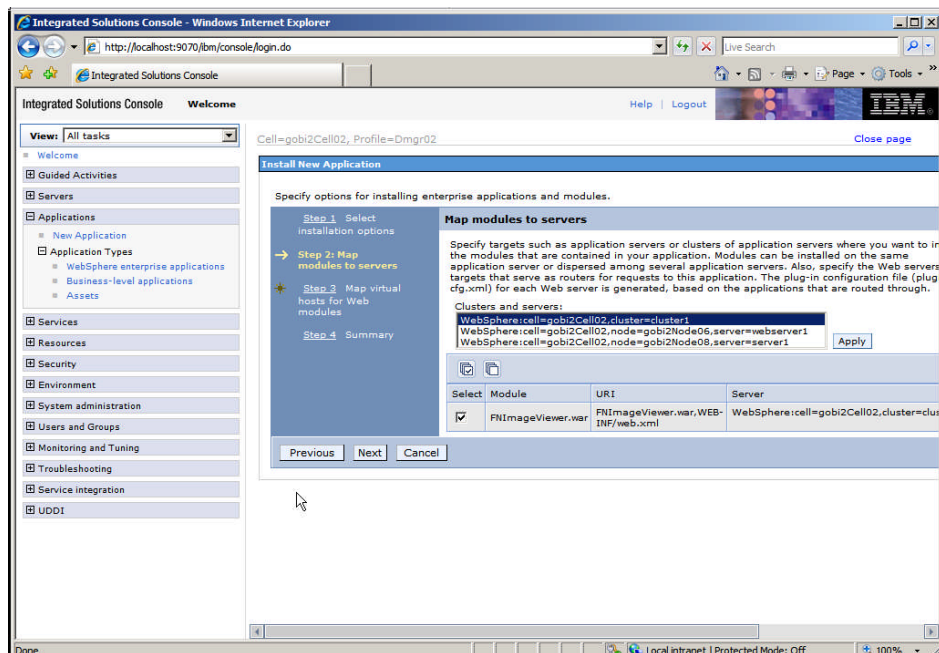 Integrated Solutions Console - Windows Internet Explorer
http://localhost:9070/ibm/console/login.do
Live Search
Integrated Solutions Console
Page
Tools
Integrated Solutions Console Welcome
Help | Logout
IBM
View: All tasks
Cell=gobi2Cell02, Profile=Dmgr02
Close page
Welcome
Guided Activities
Servers
Applications
New Application
Application Types
WebSphere enterprise applications
Business-level applications
Assets
Services
Resources
Security
Environment
System administration
Users and Groups
Monitoring and Tuning
Troubleshooting
Service integration
UDDI
Install New Application
Specify options for installing enterprise applications and modules.
Step 1 Select
installation options
Step 2: Map
modules to servers
Step 3 Map virtual
hosts for Web
modules
Step 4 Summary
Map modules to servers
Specify targets such as application servers or clusters of application servers where you want to in
the modules that are contained in your application. Modules can be installed on the same
application server or dispersed among several application servers. Also, specify the Web servers
targets that serve as routers for requests to this application. The plug-in configuration file (plug
cfg.xml) for each Web server is generated, based on the applications that are routed through.
Clusters and servers:
WebSphere:cell=gobi2Cell02,cluster=cluster1
WebSphere:cell=gobi2Cell02,node=gobi2Node06,server=webserver1
WebSphere:cell=gobi2Cell02,node=gobi2Node08,server=server1
Apply
Select Module URI Server
FNImageViewer.war
FNImageViewer.war,WEB-
INF/web.xml
WebSphere:cell=gobi2Cell02,cluster=clus
Previous Next Cancel
Done
Local intranet | Protected Mode: Off
100%